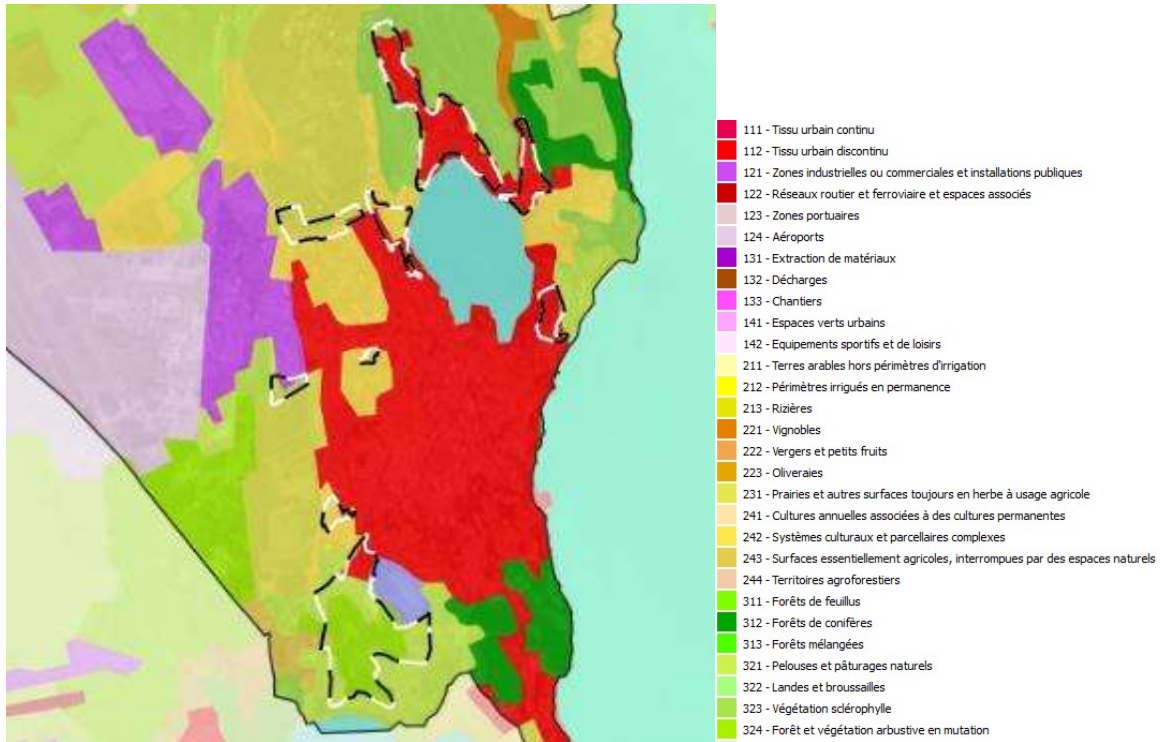 111 - Tissu urbain continu
112 - Tissu urbain discontinu
121 - Zones industrielles ou commerciales et installations publiques
122 - Réseaux routier et ferroviaire et espaces associés
123 - Zones portuaires
124 - Aéroports
131 - Extraction de matériaux
132 - Décharges
133 - Chantiers
141 - Espaces verts urbains
142 - Equipements sportifs et de loisirs
211 - Terres arables hors périmètres d'irrigation
212 - Périmètres irrigués en permanence
213 - Rizières
221 - Vignobles
222 - Vergers et petits fruits
223 - Oliveraies
231 - Prairies et autres surfaces toujours en herbe à usage agricole
241 - Cultures annuelles associées à des cultures permanentes
242 - Systèmes culturaux et parcellaires complexes
243 - Surfaces essentiellement agricoles, interrompues par des espaces naturels
244 - Territoires agroforestiers
311 - Forêts de feuillus
312 - Forêts de conifères
313 - Forêts mélangées
321 - Pelouses et pâturages naturels
322 - Landes et broussailles
323 - Végétation sclérophylle
324 - Forêt et végétation arbustive en mutation